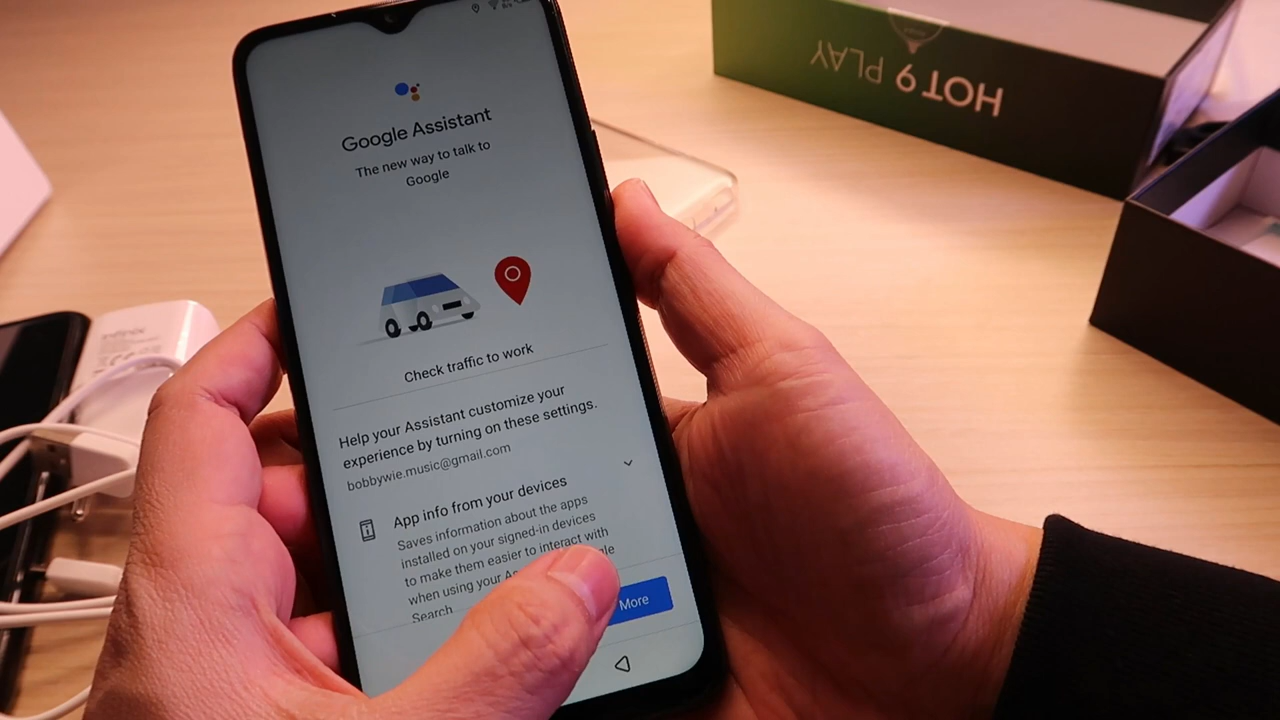 Google Assistant
The new way to talk to
Google
Check traffic to work
Help your Assistant customize your
experience by turning on these settings.
bobbywie.music@gmail.com
App info from your devices
Saves information about the apps
installed on your signed-in devices
to make them easier to interact with
when using your
Search.
More
HOT 9 PLAY
Infinix